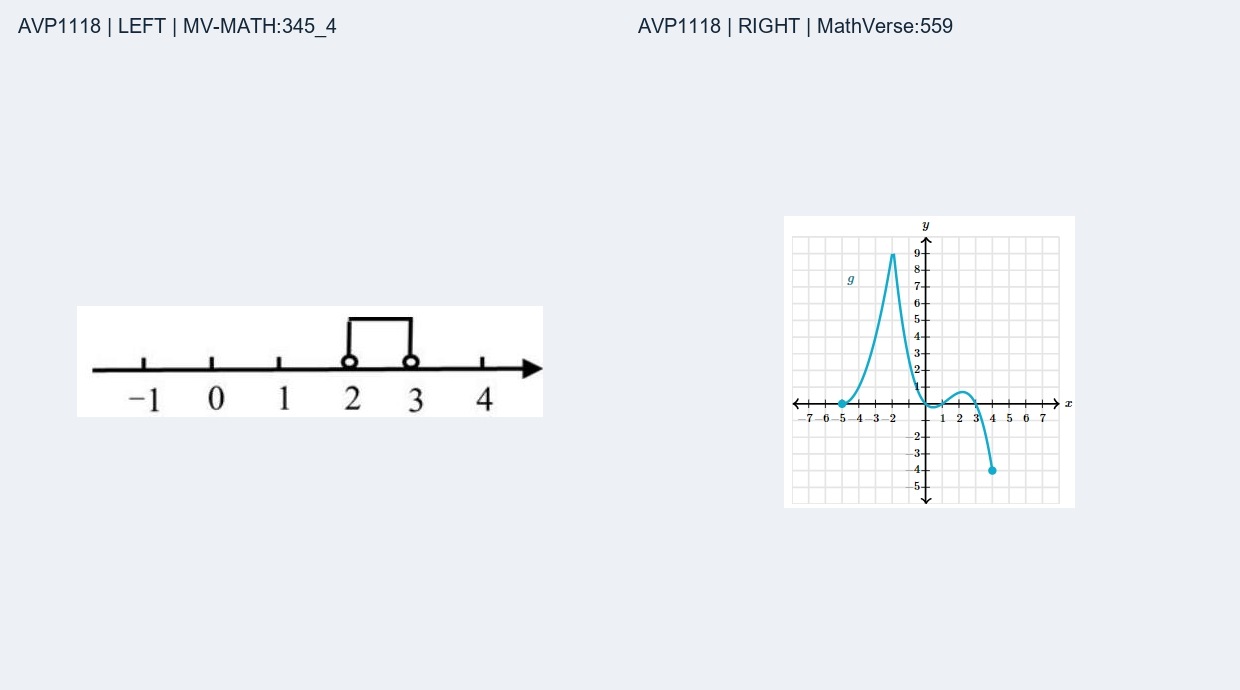 AVP1118 | LEFT | MV-MATH:345_4
AVP1118 | RIGHT | MathVerse:559
−1 0 1 2 3 4
y
g
9
8
7
6
5
4
3
2
1
x
-7 -6 -5 -4 -3 -2 1 2 3 4 5 6 7
-2
-3
-4
-5